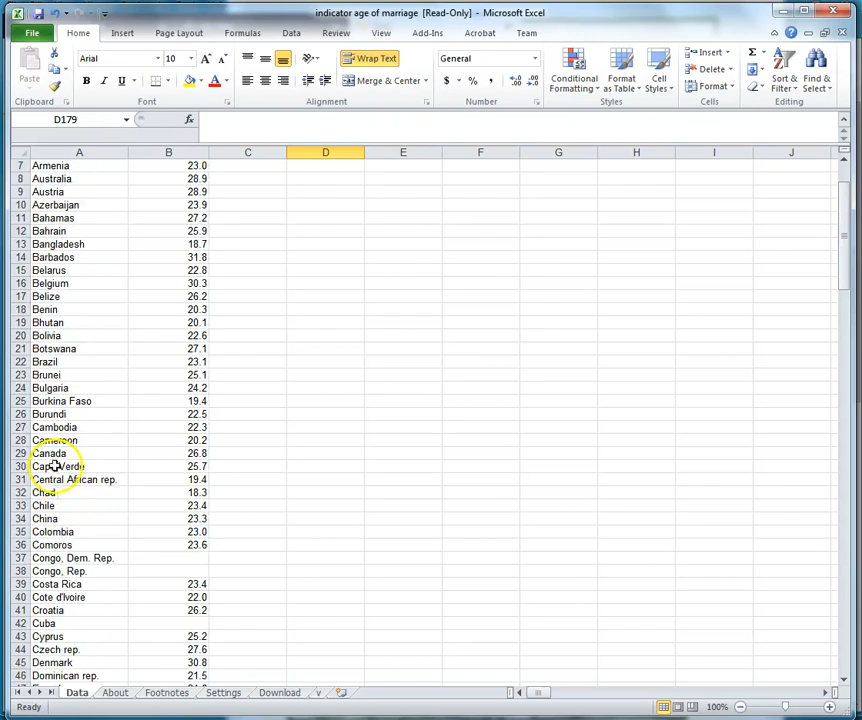 indicator age of marriage [Read-Only] - Microsoft Excel
File Home Insert Page Layout Formulas Data Review View Add-Ins Acrobat Team
Arial 10 A A Wrap Text General Insert Σ
Paste B I U A Merge & Center $ % , Conditional Formatting Format as Table Cell Styles Delete Format Sort & Filter Find & Select
Clipboard Font Alignment Number Styles Cells Editing
D179 fx
A B C D E F G H I J
7 Armenia 23.0
8 Australia 28.9
9 Austria 28.9
10 Azerbaijan 23.9
11 Bahamas 27.2
12 Bahrain 25.9
13 Bangladesh 18.7
14 Barbados 31.8
15 Belarus 22.8
16 Belgium 30.3
17 Belize 26.2
18 Benin 20.3
19 Bhutan 20.1
20 Bolivia 22.6
21 Botswana 27.1
22 Brazil 23.1
23 Brunei 25.1
24 Bulgaria 24.2
25 Burkina Faso 19.4
26 Burundi 22.5
27 Cambodia 22.3
28 Cameroon 20.2
29 Canada 26.8
30 Cape Verde 25.7
31 Central African rep. 19.4
32 Chad 18.3
33 Chile 23.4
34 China 23.3
35 Colombia 23.0
36 Comoros 23.6
37 Congo, Dem. Rep.
38 Congo, Rep.
39 Costa Rica 23.4
40 Cote d'Ivoire 22.0
41 Croatia 26.2
42 Cuba
43 Cyprus 25.2
44 Czech rep. 27.6
45 Denmark 30.8
46 Dominican rep. 21.5
Data About Footnotes Settings Download v
Ready 100%